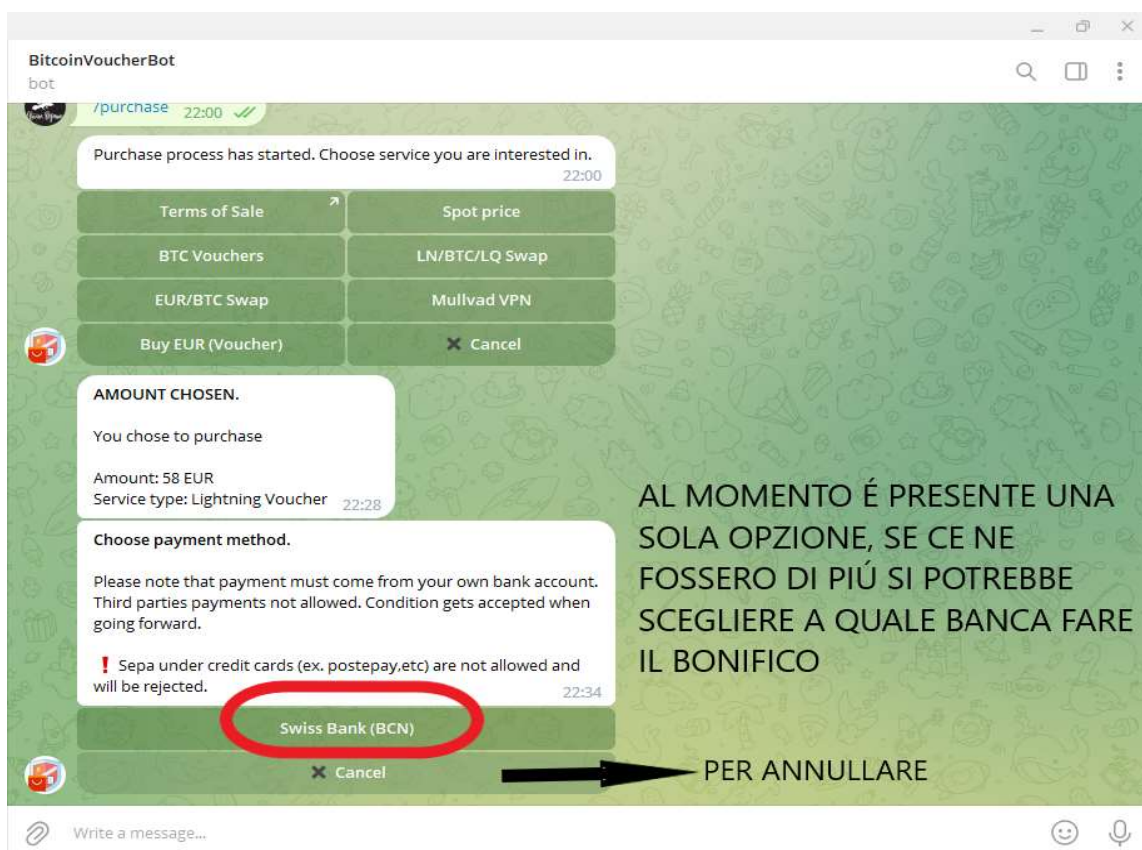 BitcoinVoucherBot
bot
/purchase 22:00
Purchase process has started. Choose service you are interested in.
22:00
Terms of Sale
Spot price
BTC Vouchers
LN/BTC/LQ Swap
EUR/BTC Swap
Mullvad VPN
Buy EUR (Voucher)
✖ Cancel
AMOUNT CHOSEN.
You chose to purchase
Amount: 58 EUR
Service type: Lightning Voucher 22:28
Choose payment method.
Please note that payment must come from your own bank account.
Third parties payments not allowed. Condition gets accepted when
going forward.
❗ Sepa under credit cards (ex. postepay,etc) are not allowed and
will be rejected.
22:34
Swiss Bank (BCN)
✖ Cancel
AL MOMENTO É PRESENTE UNA
SOLA OPZIONE, SE CE NE
FOSSERO DI PIÚ SI POTREBBE
SCEGLIERE A QUALE BANCA FARE
IL BONIFICO
PER ANNULLARE
Write a message...